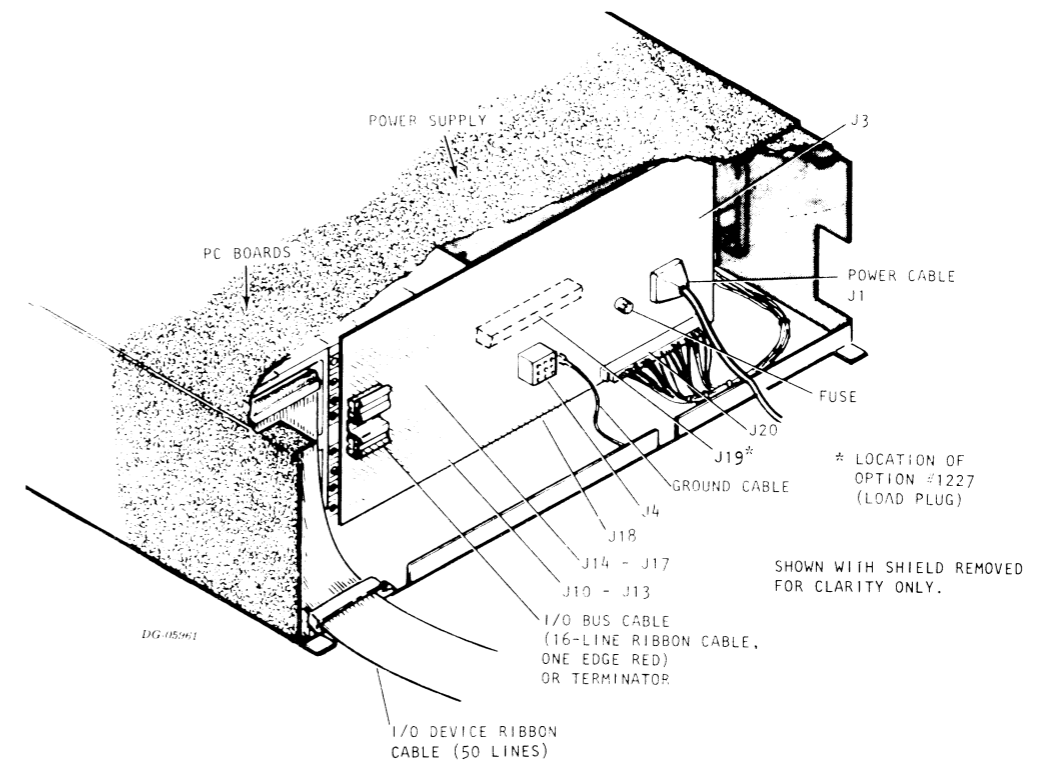 POWER SUPPLY
J3
PC BOARDS
POWER CABLE
J1
FUSE
J20
J19*
* LOCATION OF
OPTION #1227
(LOAD PLUG)
GROUND CABLE
J4
J18
J14 - J17
J10 - J13
SHOWN WITH SHIELD REMOVED
FOR CLARITY ONLY.
I/O BUS CABLE
(16-LINE RIBBON CABLE,
ONE EDGE RED)
OR TERMINATOR
DG-05961
I/O DEVICE RIBBON
CABLE (50 LINES)